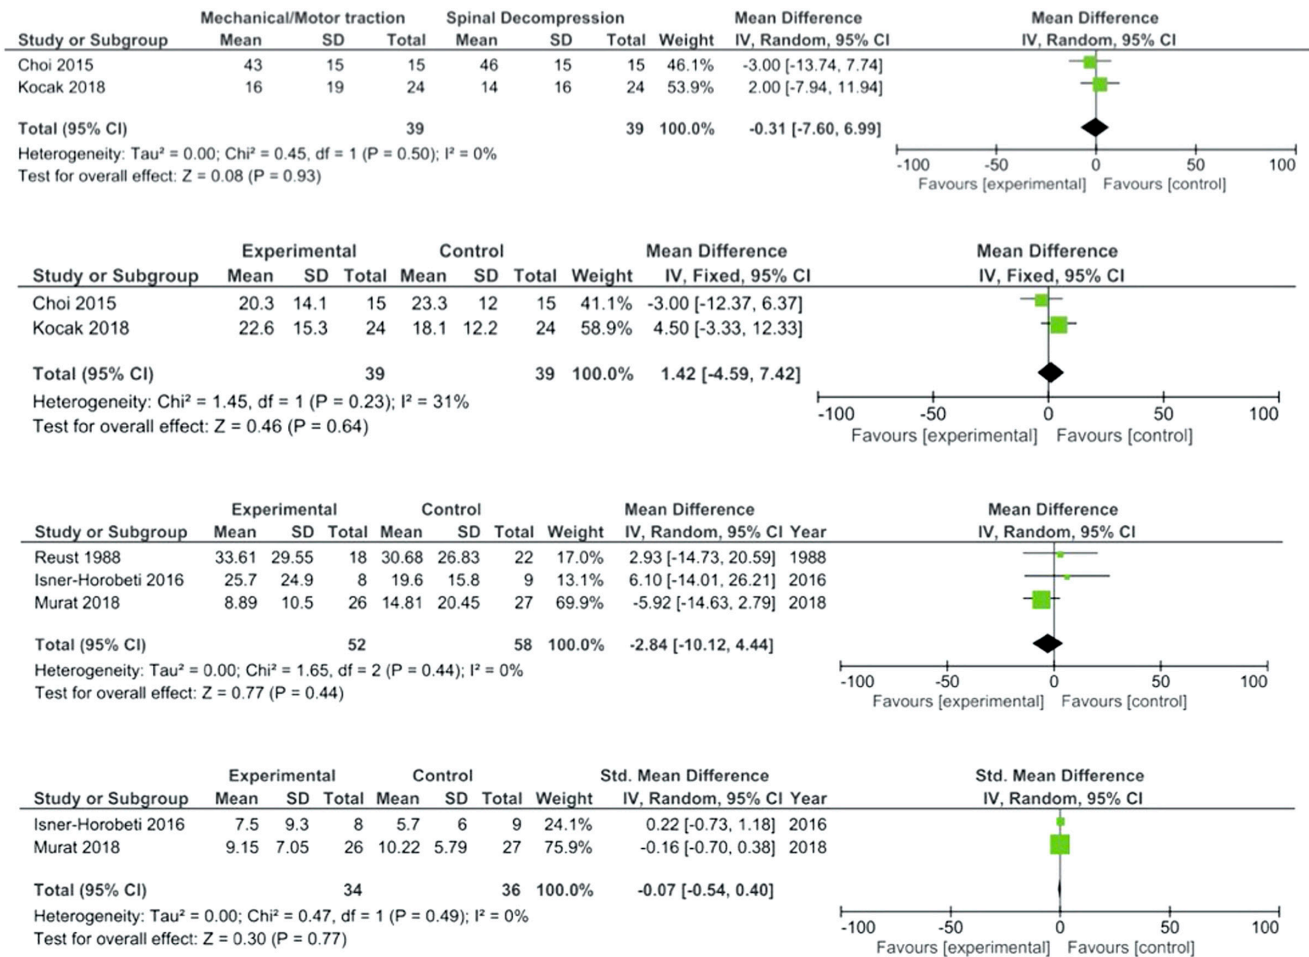 Mechanical/Motor traction Spinal Decompression Mean Difference Mean Difference
Study or Subgroup Mean SD Total Mean SD Total Weight IV, Random, 95% CI IV, Random, 95% CI
Choi 2015 43 15 15 46 15 15 46.1% -3.00 [-13.74, 7.74]
Kocak 2018 16 19 24 14 16 24 53.9% 2.00 [-7.94, 11.94]
Total (95% CI) 39 39 100.0% -0.31 [-7.60, 6.99]
Heterogeneity: Tau² = 0.00; Chi² = 0.45, df = 1 (P = 0.50); I² = 0%
Test for overall effect: Z = 0.08 (P = 0.93)
-100 -50 0 50 100
Favours [experimental] Favours [control]
Experimental Control Mean Difference Mean Difference
Study or Subgroup Mean SD Total Mean SD Total Weight IV, Fixed, 95% CI IV, Fixed, 95% CI
Choi 2015 20.3 14.1 15 23.3 12 15 41.1% -3.00 [-12.37, 6.37]
Kocak 2018 22.6 15.3 24 18.1 12.2 24 58.9% 4.50 [-3.33, 12.33]
Total (95% CI) 39 39 100.0% 1.42 [-4.59, 7.42]
Heterogeneity: Chi² = 1.45, df = 1 (P = 0.23); I² = 31%
Test for overall effect: Z = 0.46 (P = 0.64)
-100 -50 0 50 100
Favours [experimental] Favours [control]
Experimental Control Mean Difference Mean Difference
Study or Subgroup Mean SD Total Mean SD Total Weight IV, Random, 95% CI Year IV, Random, 95% CI
Reust 1988 33.61 29.55 18 30.68 26.83 22 17.0% 2.93 [-14.73, 20.59] 1988
Isner-Horobeti 2016 25.7 24.9 8 19.6 15.8 9 13.1% 6.10 [-14.01, 26.21] 2016
Murat 2018 8.89 10.5 26 14.81 20.45 27 69.9% -5.92 [-14.63, 2.79] 2018
Total (95% CI) 52 58 100.0% -2.84 [-10.12, 4.44]
Heterogeneity: Tau² = 0.00; Chi² = 1.65, df = 2 (P = 0.44); I² = 0%
Test for overall effect: Z = 0.77 (P = 0.44)
-100 -50 0 50 100
Favours [experimental] Favours [control]
Experimental Control Std. Mean Difference Std. Mean Difference
Study or Subgroup Mean SD Total Mean SD Total Weight IV, Random, 95% CI Year IV, Random, 95% CI
Isner-Horobeti 2016 7.5 9.3 8 5.7 6 9 24.1% 0.22 [-0.73, 1.18] 2016
Murat 2018 9.15 7.05 26 10.22 5.79 27 75.9% -0.16 [-0.70, 0.38] 2018
Total (95% CI) 34 36 100.0% -0.07 [-0.54, 0.40]
Heterogeneity: Tau² = 0.00; Chi² = 0.47, df = 1 (P = 0.49); I² = 0%
Test for overall effect: Z = 0.30 (P = 0.77)
-100 -50 0 50 100
Favours [experimental] Favours [control]